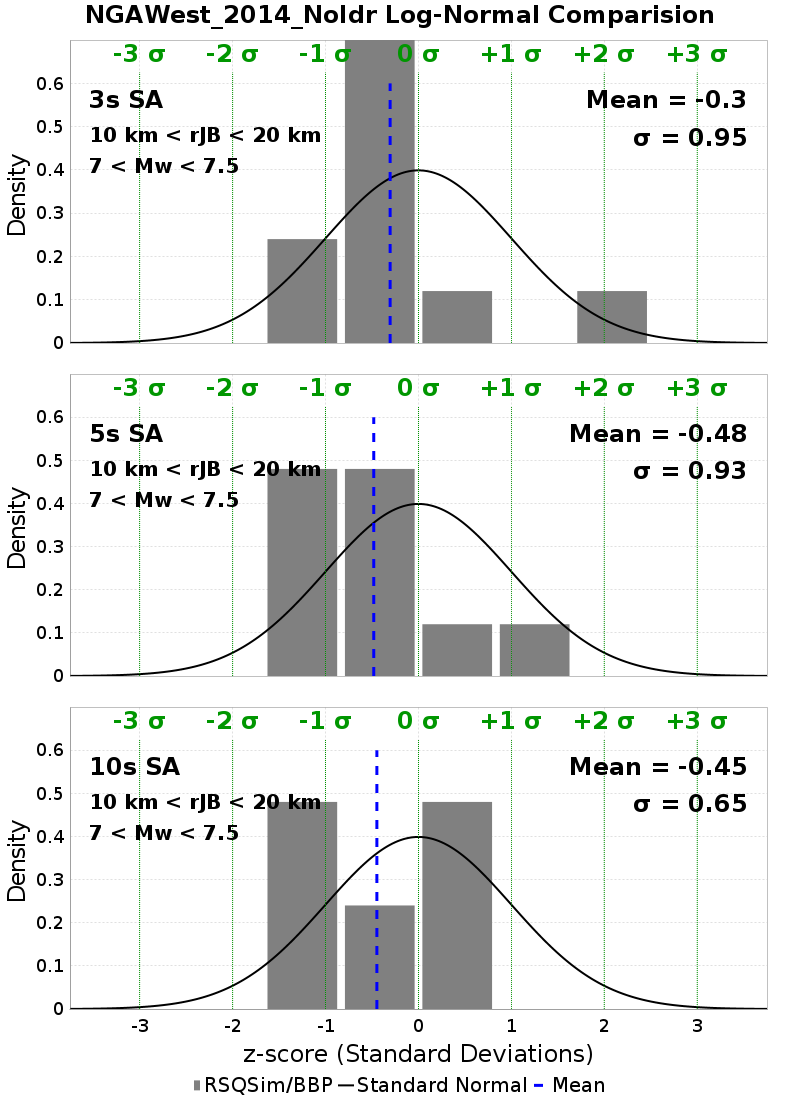 NGAWest_2014_NoIdr Log-Normal Comparision
-3 σ -2 σ -1 σ 0 σ +1 σ +2 σ +3 σ
3s SA
Mean = -0.3
10 km < rJB < 20 km
σ = 0.95
7 < Mw < 7.5
Density
0.6
0.5
0.4
0.3
0.2
0.1
0
-3 σ -2 σ -1 σ 0 σ +1 σ +2 σ +3 σ
5s SA
Mean = -0.48
10 km < rJB < 20 km
σ = 0.93
7 < Mw < 7.5
Density
0.6
0.5
0.4
0.3
0.2
0.1
0
-3 σ -2 σ -1 σ 0 σ +1 σ +2 σ +3 σ
10s SA
Mean = -0.45
10 km < rJB < 20 km
σ = 0.65
7 < Mw < 7.5
Density
0.6
0.5
0.4
0.3
0.2
0.1
0
-3 -2 -1 0 1 2 3
z-score (Standard Deviations)
RSQSim/BBP Standard Normal Mean